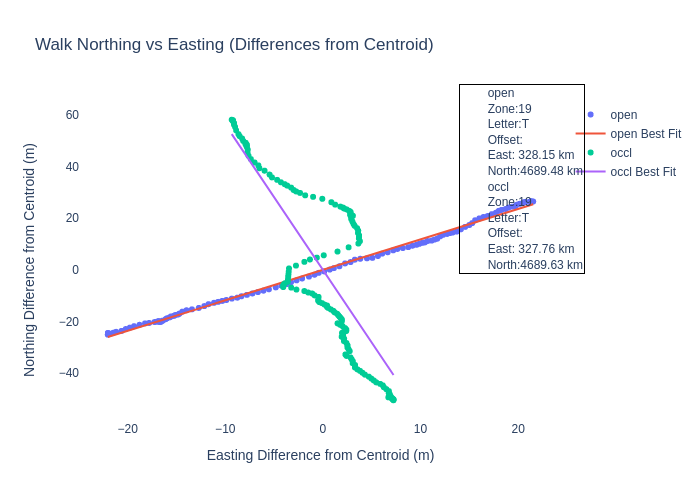 Walk Northing vs Easting (Differences from Centroid)
Northing Difference from Centroid (m)
60
40
20
0
−20
−40
−20
−10
0
10
20
Easting Difference from Centroid (m)
open
Zone:19
Letter:T
Offset:
East: 328.15 km
North:4689.48 km
occl
Zone:19
Letter:T
Offset:
East: 327.76 km
North:4689.63 km
open
open Best Fit
occl
occl Best Fit